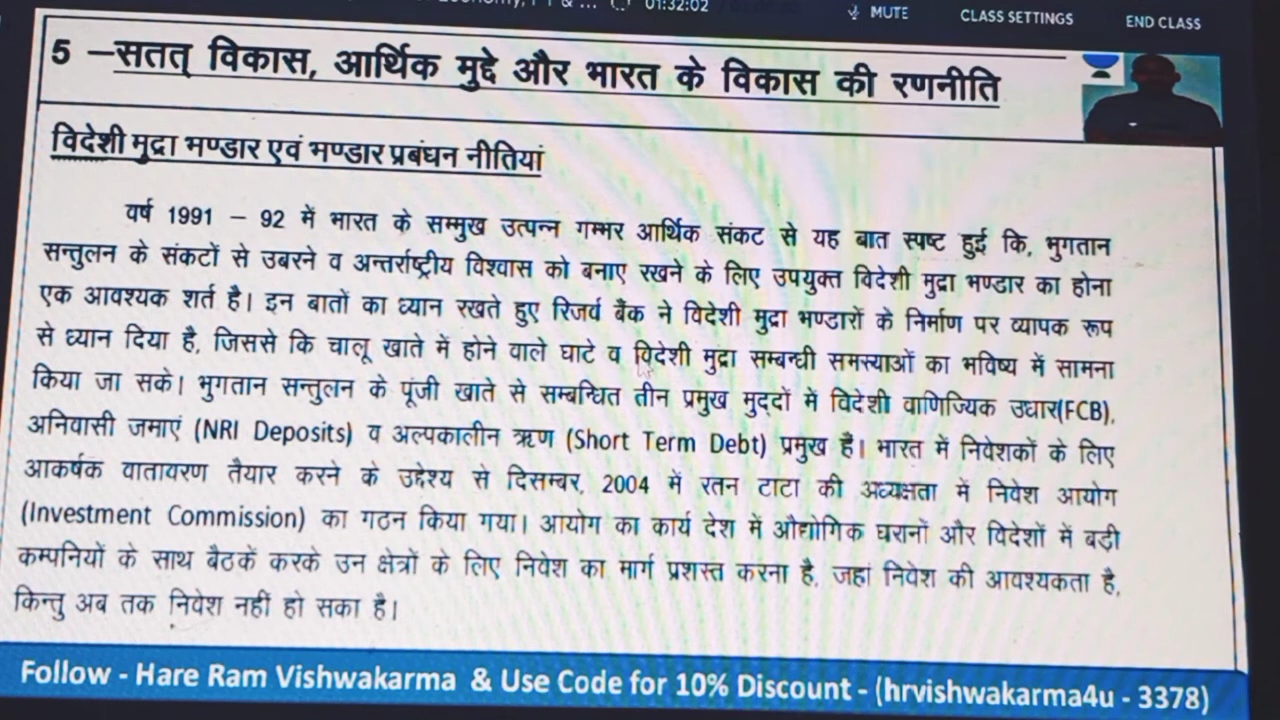 01:32:02
MUTE
CLASS SETTINGS
END CLASS
5 –सतत् विकास, आर्थिक मुद्दे और भारत के विकास की रणनीति
विदेशी मुद्रा भण्डार एवं भण्डार प्रबंघन नीतियां
वर्ष 1991 – 92 में भारत के सम्मुख उत्पन्न गम्भर आर्थिक संकट से यह बात स्पष्ट हुई कि, भुगतान
सन्तुलन के संकटों से उबरने व अन्तर्राष्ट्रीय विश्वास को बनाए रखने के लिए उपयुक्त विदेशी मुद्रा भण्डार का होना
एक आवश्यक शर्त है। इन बातों का ध्यान रखते हुए रिजर्व बैंक ने विदेशी मुद्रा भण्डारों के निर्माण पर व्यापक रूप
से ध्यान दिया है, जिससे कि चालू खाते में होने वाले घाटे व विदेशी मुद्रा सम्बन्धी समस्याओं का भविष्य में सामना
किया जा सके। भुगतान सन्तुलन के पूंजी खाते से सम्बन्धित तीन प्रमुख मुद्दों में विदेशी वाणिज्यिक उधार(FCB),
अनिवासी जमाएं (NRI Deposits) व अल्पकालीन ऋण (Short Term Debt) प्रमुख है। भारत में निवेशकों के लिए
आकर्षक वातावरण तैयार करने के उद्देश्य से दिसम्बर, 2004 में रतन टाटा की अध्यक्षता में निवेश आयोग
(Investment Commission) का गठन किया गया। आयोग का कार्य देश में औद्योगिक घरानों और विदेशों में बड़ी
कम्पनियों के साथ बैठकें करके उन क्षेत्रों के लिए निवेश का मार्ग प्रशस्त करना है, जहां निवेश की आवश्यकता है,
किन्तु अब तक निवेश नहीं हो सका है।
Follow - Hare Ram Vishwakarma & Use Code for 10% Discount - (hrvishwakarma4u - 3378)